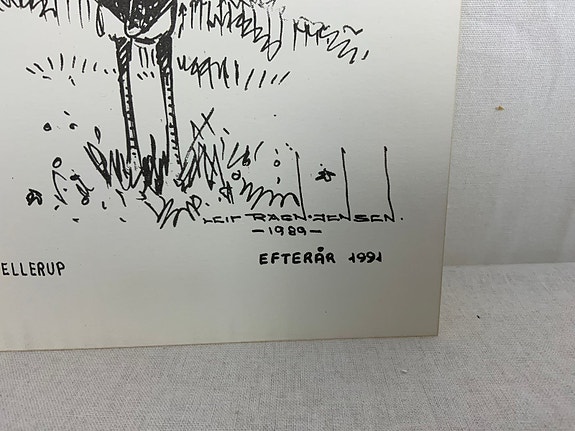 LEIF RAGN-JENSEN.
-1989-
ELLERUP
EFTERÅR 1991